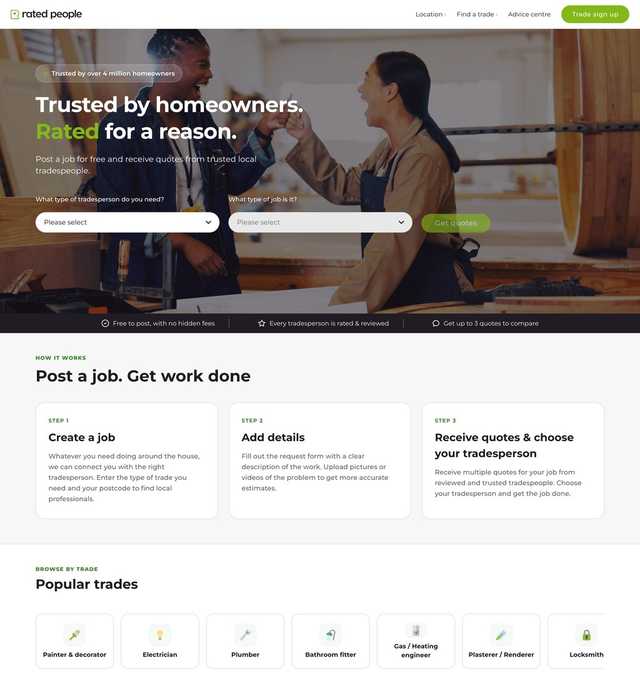 rated people
Location
Find a trade
Advice centre
Trade sign up
Trusted by over 4 million homeowners
Trusted by homeowners.
Rated for a reason.
Post a job for free and receive quotes from trusted local
tradespeople.
What type of tradesperson do you need?
What type of job is it?
Please select
Please select
Get quotes
Free to post, with no hidden fees
Every tradesperson is rated & reviewed
Get up to 3 quotes to compare
HOW IT WORKS
Post a job. Get work done
STEP 1
Create a job
Whatever you need doing around the house,
we can connect you with the right
tradesperson. Enter the type of trade you
need and your postcode to find local
professionals.
STEP 2
Add details
Fill out the request form with a clear
description of the work. Upload pictures or
videos of the problem to get more accurate
estimates.
STEP 3
Receive quotes & choose
your tradesperson
Receive multiple quotes for your job from
reviewed and trusted tradespeople. Choose
your tradesperson and get the job done.
BROWSE BY TRADE
Popular trades
Painter & decorator
Electrician
Plumber
Bathroom fitter
Gas / Heating
engineer
Plasterer / Renderer
Locksmith